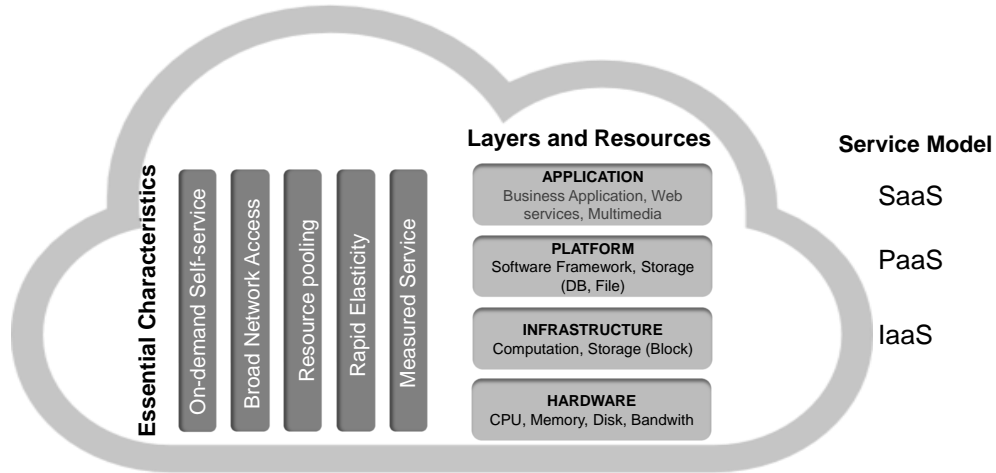 Essential Characteristics
On-demand Self-service
Broad Network Access
Resource pooling
Rapid Elasticity
Measured Service
Layers and Resources
APPLICATION
Business Application, Web
services, Multimedia
PLATFORM
Software Framework, Storage
(DB, File)
INFRASTRUCTURE
Computation, Storage (Block)
HARDWARE
CPU, Memory, Disk, Bandwith
Service Model
SaaS
PaaS
IaaS